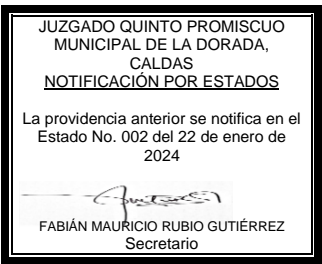 JUZGADO QUINTO PROMISCUO
MUNICIPAL DE LA DORADA,
CALDAS
NOTIFICACIÓN POR ESTADOS
La providencia anterior se notifica en el
Estado No. 002 del 22 de enero de
2024
FABIÁN MAURICIO RUBIO GUTIÉRREZ
Secretario